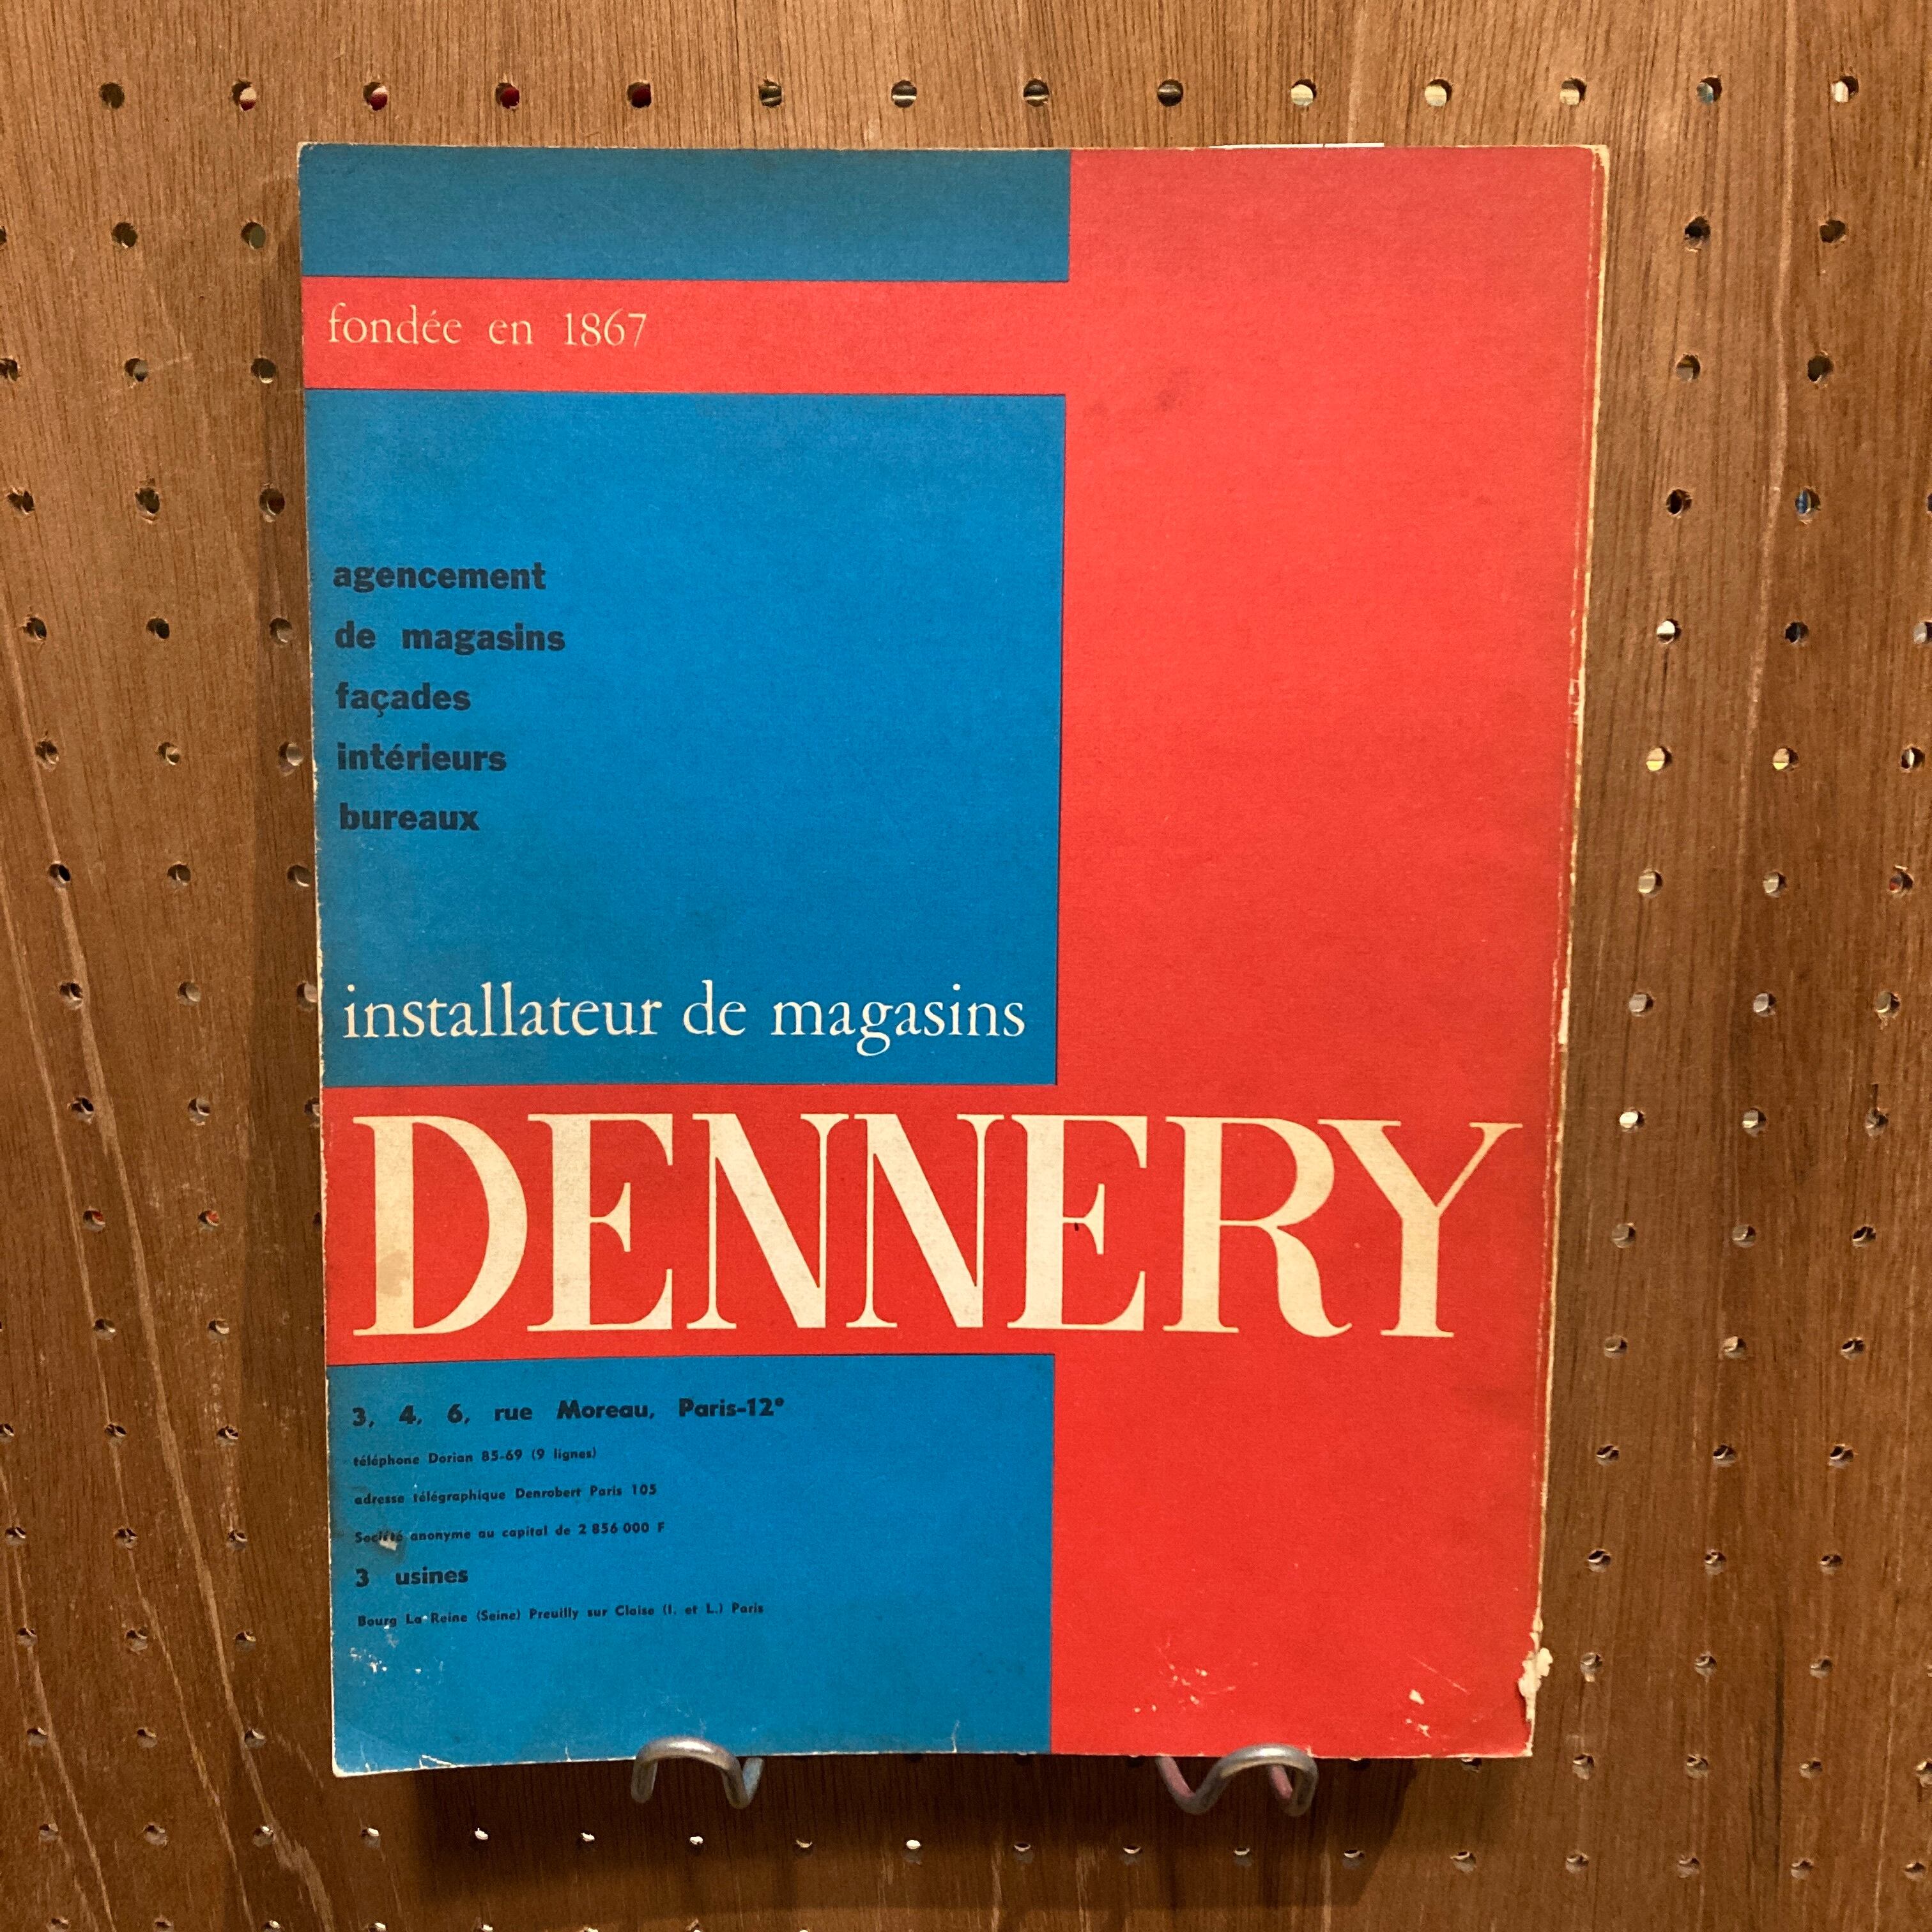 fondée en 1867
agencement
de magasins
façades
intérieurs
bureaux
installateur de magasins
DENNERY
3, 4, 6, rue Moreau, Paris-12e
téléphone Dorian 85-69 (9 lignes)
adresse télégraphique Denrobert Paris 105
Société anonyme au capital de 2 856 000 F
3 usines
Bourg La Reine (Seine) Preuilly sur Claise (I. et L.) Paris